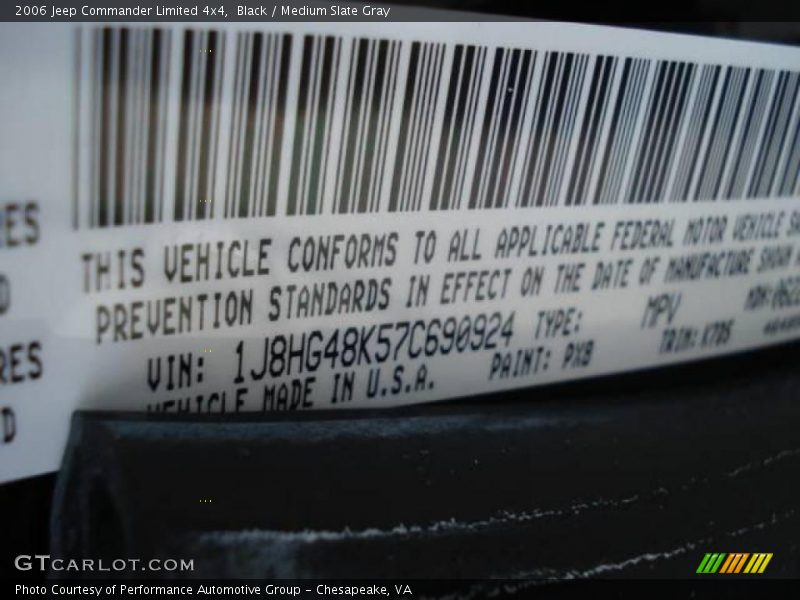 2006 Jeep Commander Limited 4x4, Black / Medium Slate Gray
RES
D
RES
D
THIS VEHICLE CONFORMS TO ALL APPLICABLE FEDERAL MOTOR VEHICLE
PREVENTION STANDARDS IN EFFECT ON THE DATE OF MANUFACTURE SHOWN
VIN: 1J8HG48K57C690924 TYPE: MPV
VEHICLE MADE IN U.S.A. PAINT: PXB TRIM:
GTCARLOT.COM
Photo Courtesy of Performance Automotive Group - Chesapeake, VA